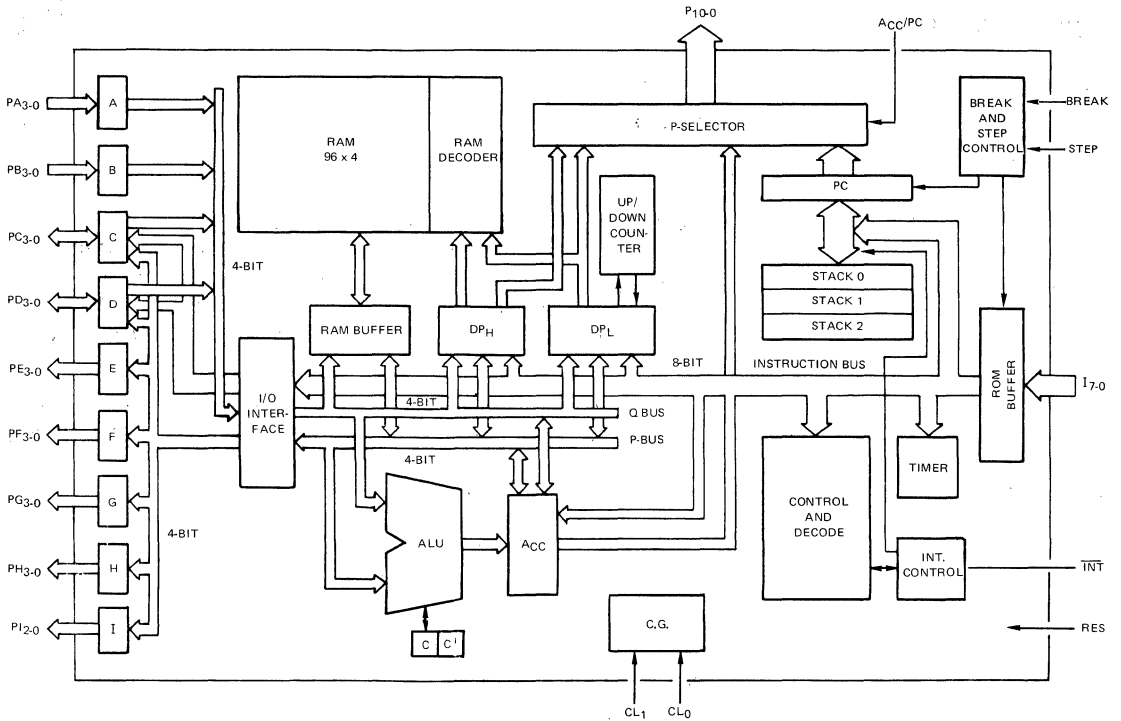 P10-0
ACC/PC
PA3-0
A
RAM
96 x 4
RAM
DECODER
P-SELECTOR
BREAK
AND
STEP
CONTROL
BREAK
STEP
PB3-0
B
PC
UP/
DOWN
COUN-
TER
PC3-0
C
4-BIT
STACK 0
STACK 1
STACK 2
PD3-0
D
RAM BUFFER
DPH
DPL
PE3-0
E
8-BIT
INSTRUCTION BUS
ROM
BUFFER
I7-0
I/O
INTER-
FACE
4-BIT
Q BUS
PF3-0
F
P-BUS
4-BIT
TIMER
PG3-0
G
CONTROL
AND
DECODE
4-BIT
ALU
ACC
PH3-0
H
INT.
CONTROL
INT
PI2-0
I
C.G.
RES
C
C'
CL1
CL0